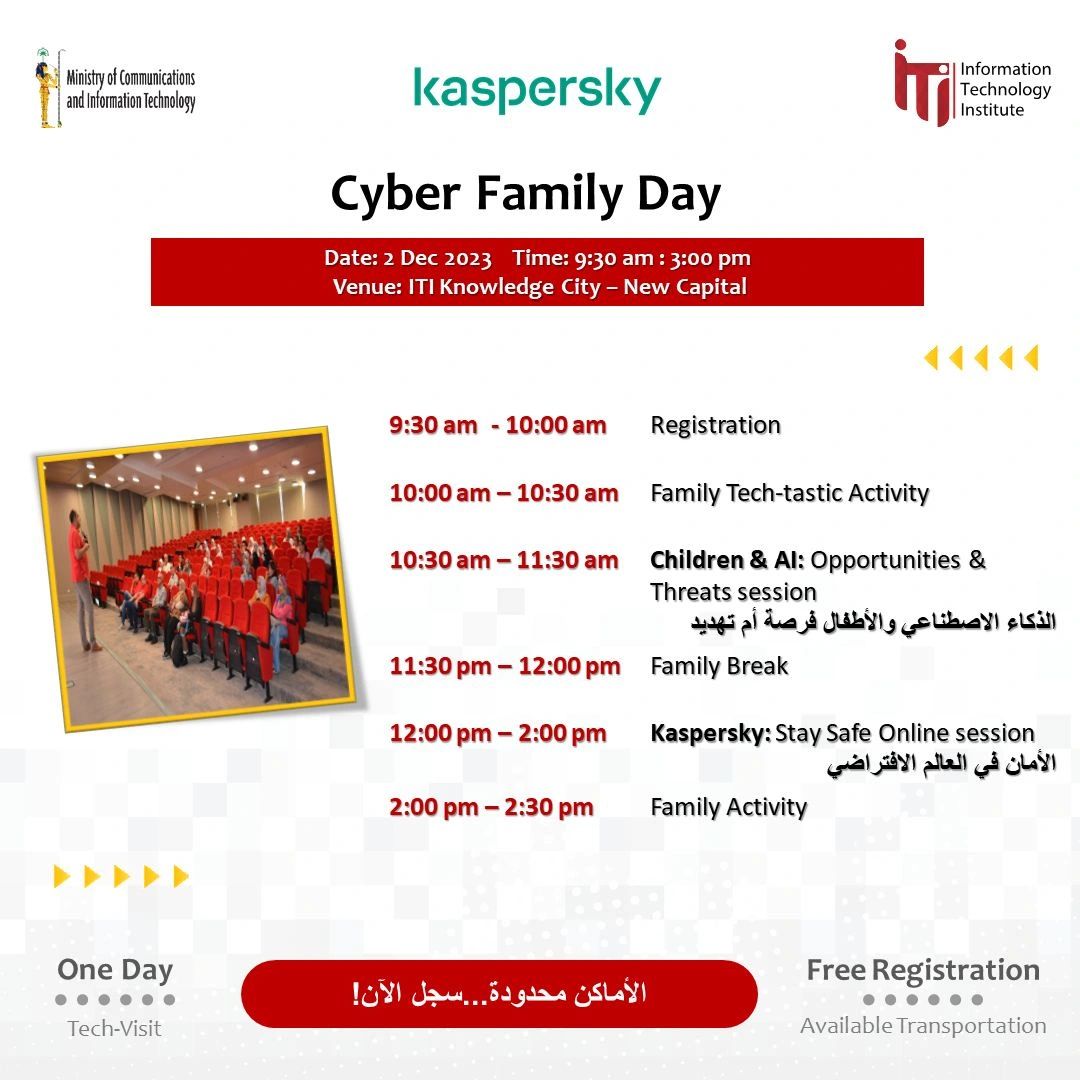 Ministry of Communications
and Information Technology
kaspersky
iTi
Information
Technology
Institute
Cyber Family Day
Date: 2 Dec 2023 Time: 9:30 am : 3:00 pm
Venue: ITI Knowledge City – New Capital
9:30 am - 10:00 am Registration
10:00 am – 10:30 am Family Tech-tastic Activity
10:30 am – 11:30 am Children & AI: Opportunities &
Threats session
الذكاء الاصطناعي والأطفال فرصة أم تهديد
11:30 pm – 12:00 pm Family Break
12:00 pm – 2:00 pm Kaspersky: Stay Safe Online session
الأمان في العالم الافتراضي
2:00 pm – 2:30 pm Family Activity
One Day
Tech-Visit
الأماكن محدودة...سجل الآن!
Free Registration
Available Transportation